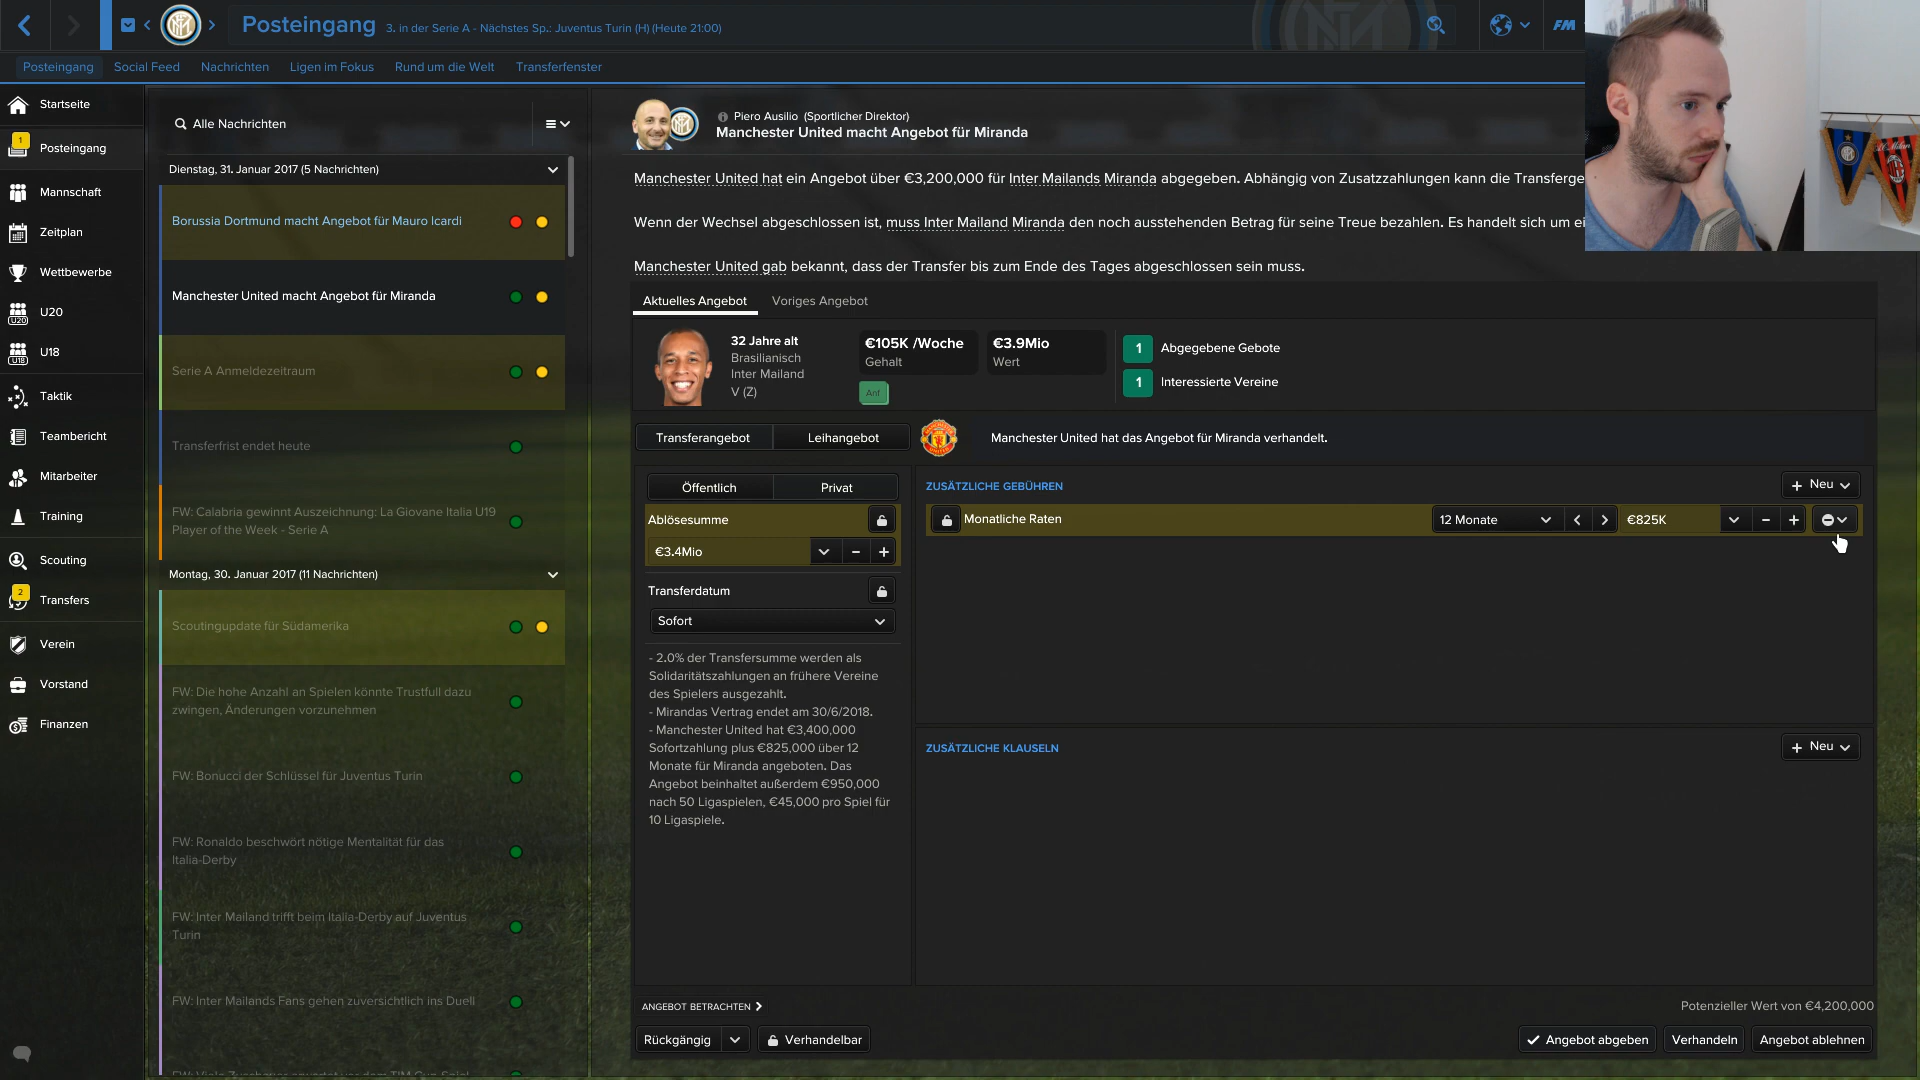 Posteingang
3. in der Serie A - Nächstes Sp.: Juventus Turin (H) (Heute 21:00)
FM
Posteingang
Social Feed
Nachrichten
Ligen im Fokus
Rund um die Welt
Transferfenster
Startseite
1
Posteingang
Mannschaft
Zeitplan
Wettbewerbe
U20
U20
U18
U18
Taktik
Teambericht
Mitarbeiter
Training
Scouting
2
Transfers
Verein
Vorstand
Finanzen
Alle Nachrichten
Dienstag, 31. Januar 2017 (5 Nachrichten)
Borussia Dortmund macht Angebot für Mauro Icardi
Manchester United macht Angebot für Miranda
Serie A Anmeldezeitraum
Transferfrist endet heute
FW: Calabria gewinnt Auszeichnung: La Giovane Italia U19
Player of the Week - Serie A
Montag, 30. Januar 2017 (11 Nachrichten)
Scoutingupdate für Südamerika
FW: Die hohe Anzahl an Spielen könnte Trustfull dazu
zwingen, Änderungen vorzunehmen
FW: Bonucci der Schlüssel für Juventus Turin
FW: Ronaldo beschwört nötige Mentalität für das
Italia-Derby
FW: Inter Mailand trifft beim Italia-Derby auf Juventus
Turin
FW: Inter Mailands Fans gehen zuversichtlich ins Duell
Piero Ausilio (Sportlicher Direktor)
Manchester United macht Angebot für Miranda
Manchester United hat ein Angebot über €3,200,000 für Inter Mailands Miranda abgegeben. Abhängig von Zusatzzahlungen kann die Transferge
Wenn der Wechsel abgeschlossen ist, muss Inter Mailand Miranda den noch ausstehenden Betrag für seine Treue bezahlen. Es handelt sich um ei
Manchester United gab bekannt, dass der Transfer bis zum Ende des Tages abgeschlossen sein muss.
Aktuelles Angebot
Voriges Angebot
32 Jahre alt
Brasilianisch
Inter Mailand
V (Z)
€105K /Woche
Gehalt
Anf
€3.9Mio
Wert
1 Abgegebene Gebote
1 Interessierte Vereine
Transferangebot
Leihangebot
Manchester United hat das Angebot für Miranda verhandelt.
Öffentlich
Privat
Ablösesumme
€3.4Mio
Transferdatum
Sofort
- 2.0% der Transfersumme werden als
Solidaritätszahlungen an frühere Vereine
des Spielers ausgezahlt.
- Mirandas Vertrag endet am 30/6/2018.
- Manchester United hat €3,400,000
Sofortzahlung plus €825,000 über 12
Monate für Miranda angeboten. Das
Angebot beinhaltet außerdem €950,000
nach 50 Ligaspielen, €45,000 pro Spiel für
10 Ligaspiele.
ZUSÄTZLICHE GEBÜHREN
Neu
Monatliche Raten
12 Monate
€825K
ZUSÄTZLICHE KLAUSELN
Neu
ANGEBOT BETRACHTEN
Potenzieller Wert von €4,200,000
Rückgängig
Verhandelbar
Angebot abgeben
Verhandeln
Angebot ablehnen